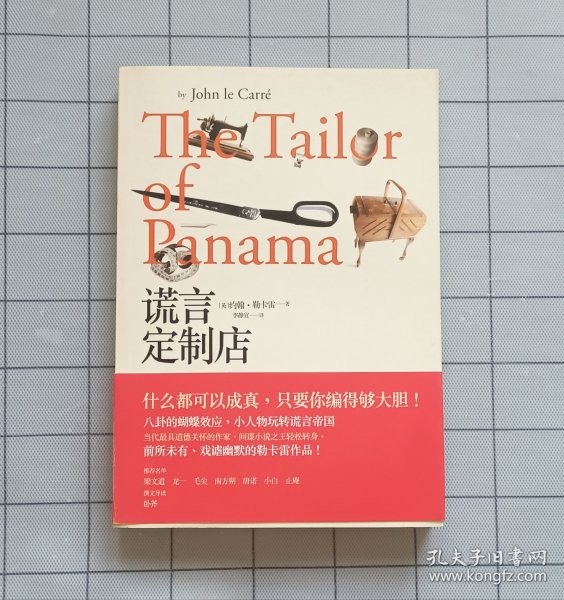 by John le Carré
The Tailor
of
Panama
谎言
定制店
[英]约翰·勒卡雷——著
李静宜——译
什么都可以成真,只要你编得够大胆!
八卦的蝴蝶效应,小人物玩转谎言帝国
当代最具道德关怀的作家,间谍小说之王轻松转身,
前所未有、戏谑幽默的勒卡雷作品!
推荐名单
梁文道 龙一 毛尖 南方朔 唐诺 小白 止庵
撰文导读
卧斧
孔夫子旧书网
www.kongfz.com